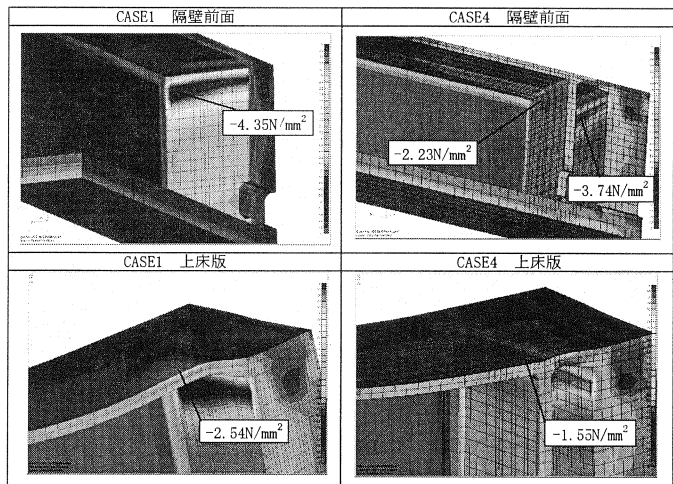 CASE1 隔壁前面
CASE4 隔壁前面
-4.35N/mm²
-2.23N/mm²
-3.74N/mm²
CASE1 上床版
CASE4 上床版
-2.54N/mm²
-1.55N/mm²